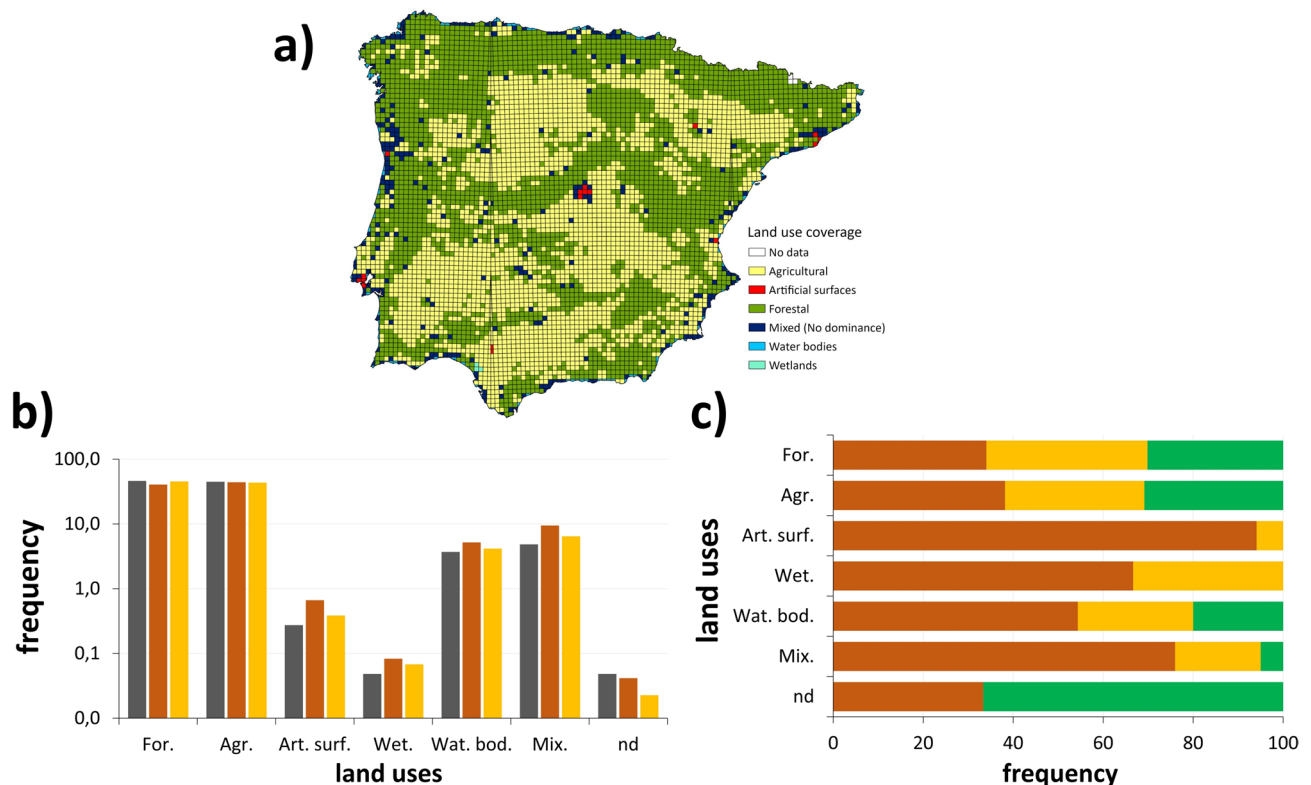 a)
Land use coverage
No data
Agricultural
Artificial surfaces
Forestal
Mixed (No dominance)
Water bodies
Wetlands
b)
frequency
100,0
10,0
1,0
0,1
0,0
For. Agr. Art. surf. Wet. Wat. bod. Mix. nd
land uses
c)
land uses
For.
Agr.
Art. surf.
Wet.
Wat. bod.
Mix.
nd
0 20 40 60 80 100
frequency